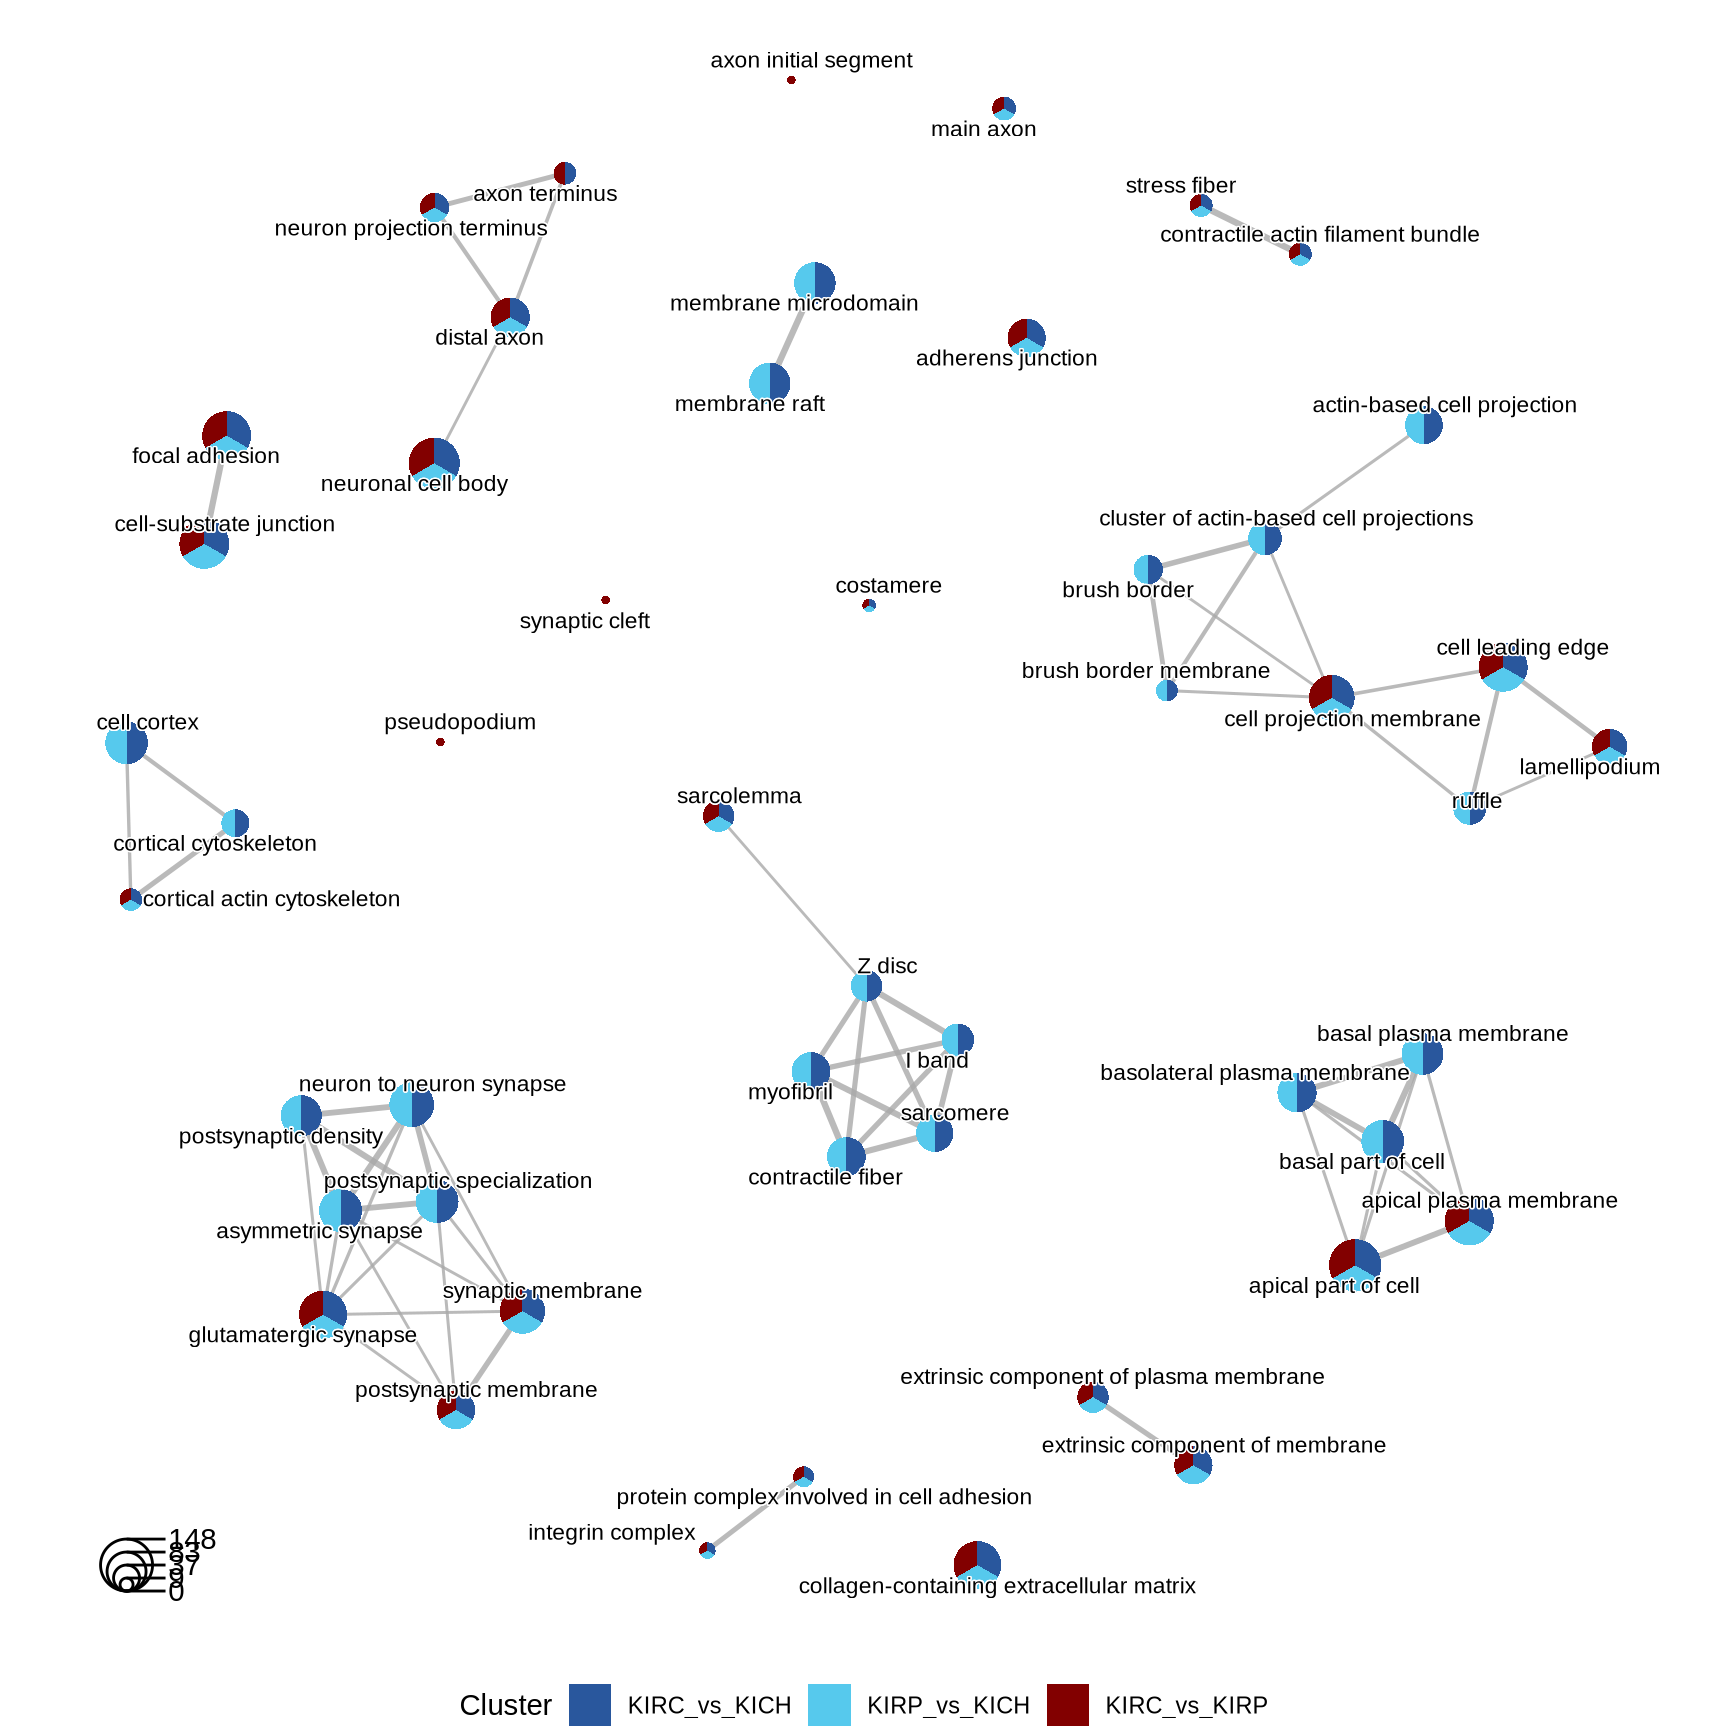 axon initial segment
main axon
stress fiber
axon terminus
neuron projection terminus
contractile actin filament bundle
membrane microdomain
distal axon
adherens junction
membrane raft
actin-based cell projection
focal adhesion
neuronal cell body
cluster of actin-based cell projections
cell-substrate junction
costamere
brush border
synaptic cleft
cell leading edge
brush border membrane
cell projection membrane
cell cortex
pseudopodium
lamellipodium
sarcolemma
ruffle
cortical cytoskeleton
cortical actin cytoskeleton
Z disc
basal plasma membrane
I band
basolateral plasma membrane
neuron to neuron synapse
myofibril
sarcomere
postsynaptic density
basal part of cell
contractile fiber
postsynaptic specialization
apical plasma membrane
asymmetric synapse
apical part of cell
synaptic membrane
glutamatergic synapse
extrinsic component of plasma membrane
postsynaptic membrane
extrinsic component of membrane
protein complex involved in cell adhesion
integrin complex
collagen-containing extracellular matrix
148
83
37
9
0
Cluster KIRC_vs_KICH KIRP_vs_KICH KIRC_vs_KIRP